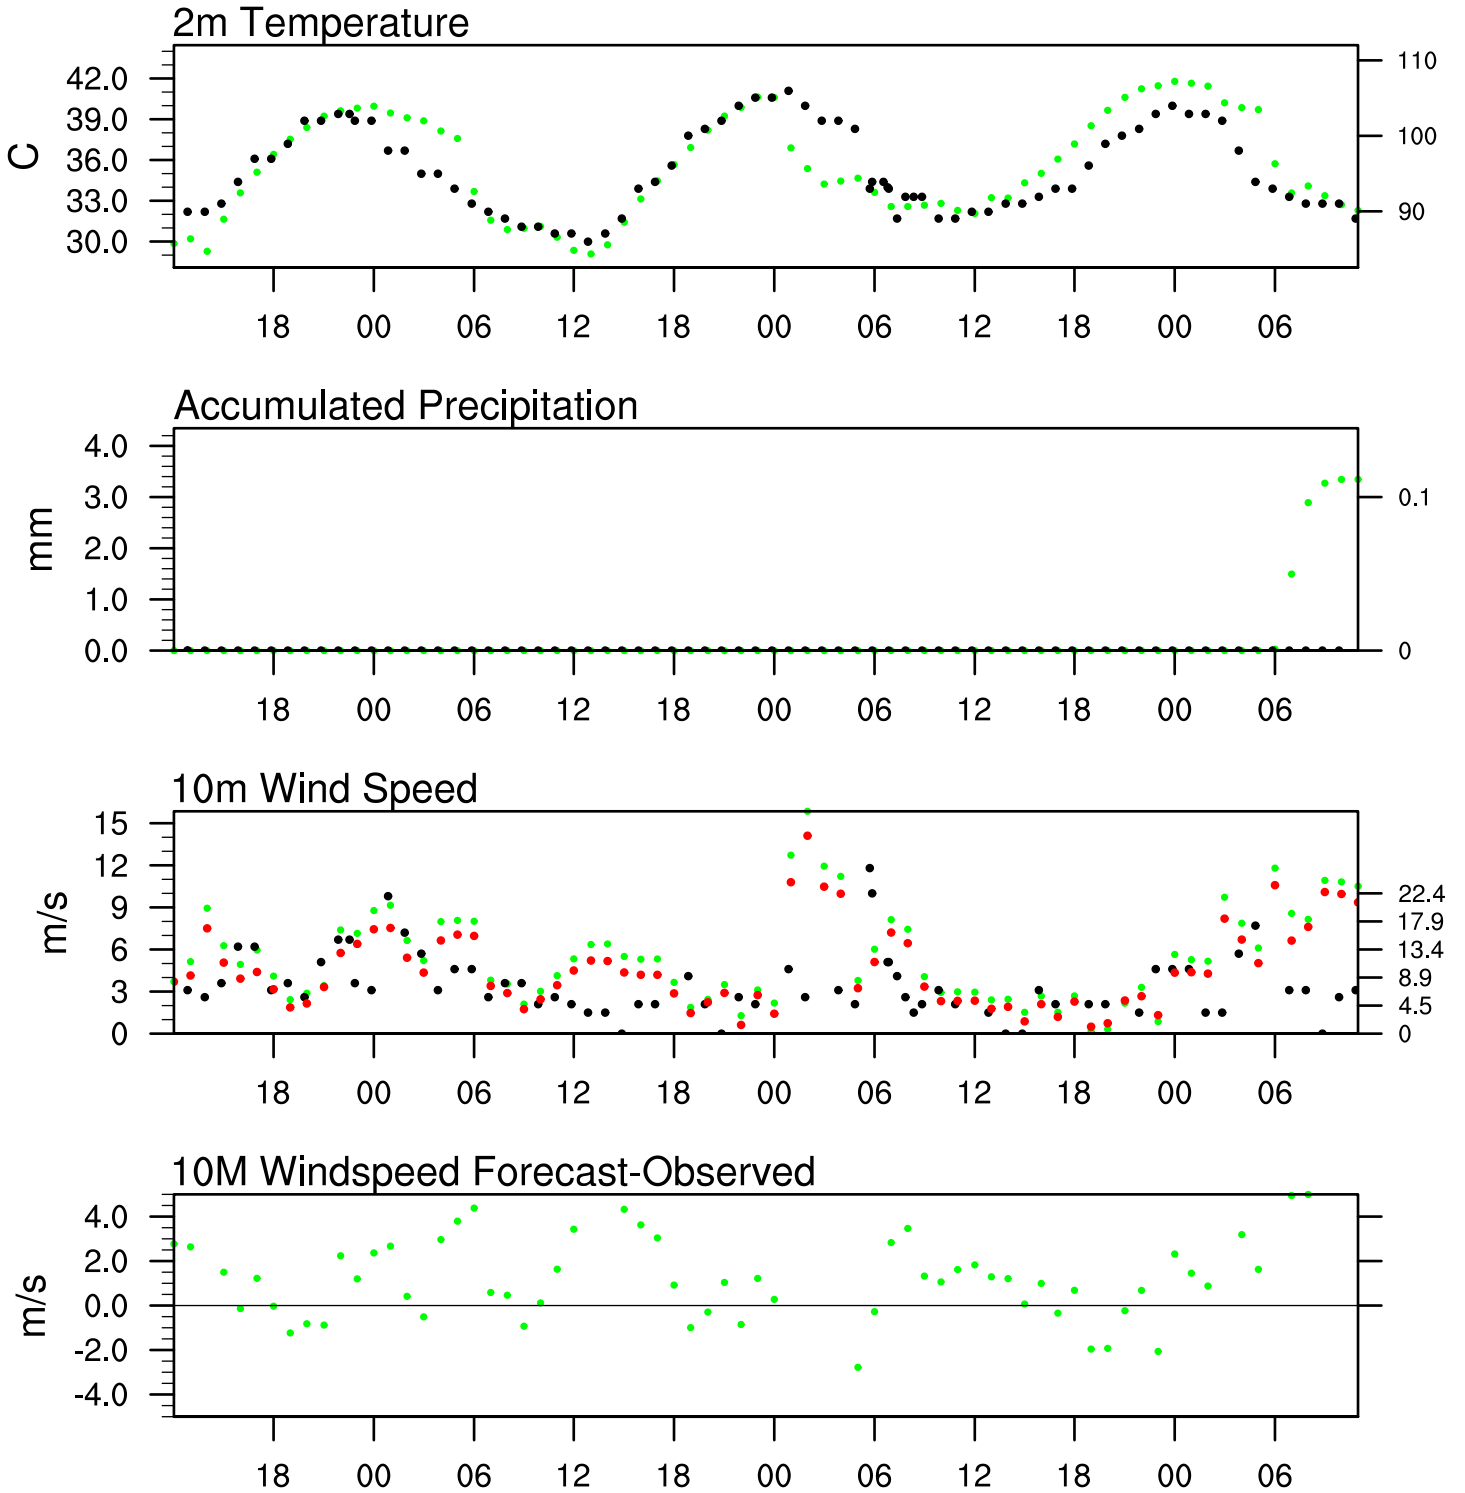 2m Temperature
42.0 110
39.0
C 36.0 100
33.0
30.0 90
18 00 06 12 18 00 06 12 18 00 06
Accumulated Precipitation
4.0
3.0 0.1
mm 2.0
1.0
0.0 0
18 00 06 12 18 00 06 12 18 00 06
10m Wind Speed
15
12
9 22.4
m/s 17.9
6 13.4
3 8.9
4.5
0 0
18 00 06 12 18 00 06 12 18 00 06
10M Windspeed Forecast-Observed
4.0
2.0
m/s 0.0
-2.0
-4.0
18 00 06 12 18 00 06 12 18 00 06